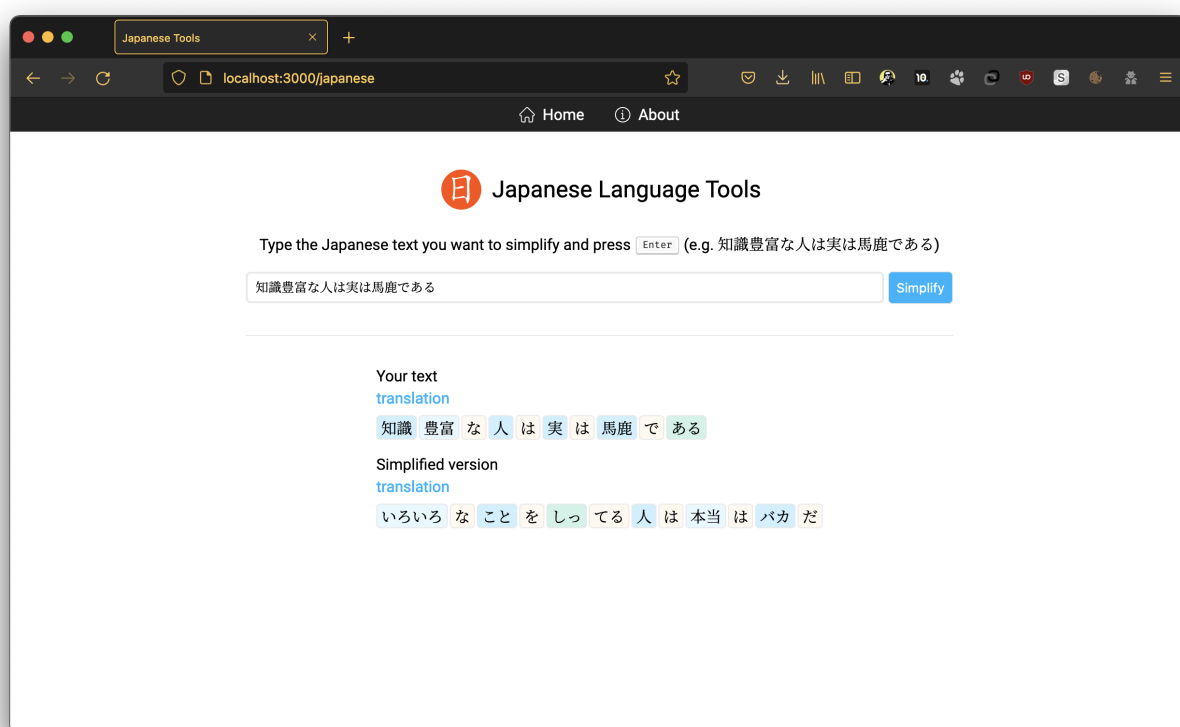 Japanese Tools
localhost:3000/japanese
10.
S
Home About
日 Japanese Language Tools
Type the Japanese text you want to simplify and press Enter (e.g. 知識豊富な人は実は馬鹿である)
知識豊富な人は実は馬鹿である Simplify
Your text
translation
知識 豊富 な 人 は 実 は 馬鹿 で ある
Simplified version
translation
いろいろ な こと を しっ てる 人 は 本当 は バカ だ